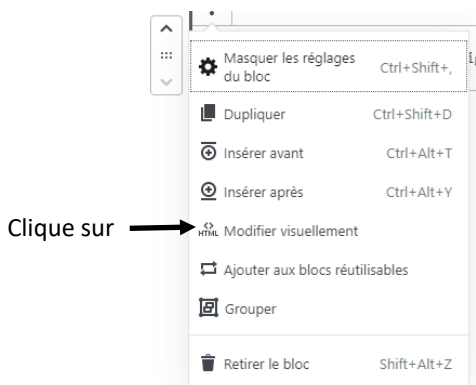 Masquer les réglages
du bloc Ctrl+Shift+,
Dupliquer Ctrl+Shift+D
Insérer avant Ctrl+Alt+T
Insérer après Ctrl+Alt+Y
Clique sur HTML Modifier visuellement
Ajouter aux blocs réutilisables
Grouper
Retirer le bloc Shift+Alt+Z